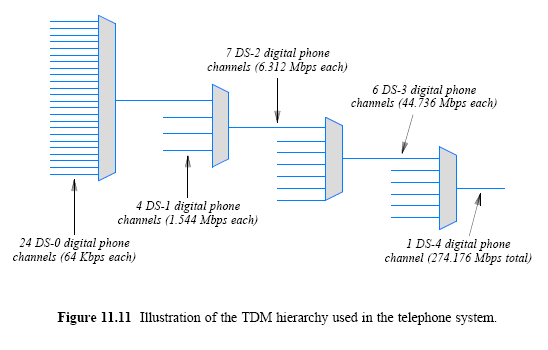 7 DS-2 digital phone
channels (6.312 Mbps each)
6 DS-3 digital phone
channels (44.736 Mbps each)
4 DS-1 digital phone
channels (1.544 Mbps each)
24 DS-0 digital phone
channels (64 Kbps each)
1 DS-4 digital phone
channel (274.176 Mbps total)
Figure 11.11 Illustration of the TDM hierarchy used in the telephone system.